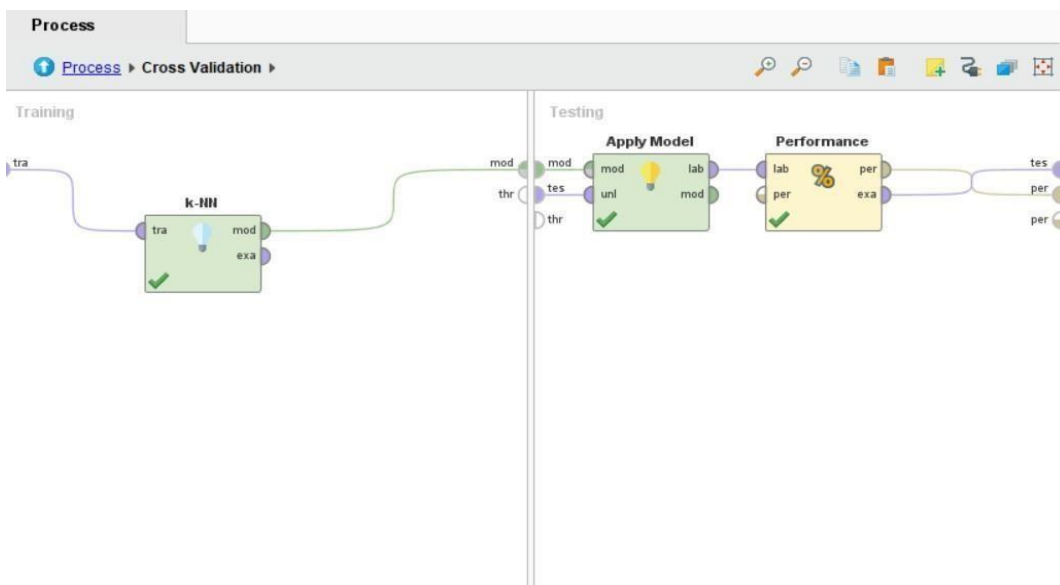 Process
Process ▸ Cross Validation ▸
Training
Testing
Apply Model
Performance
tra
mod
mod
mod
lab
lab
per
tes
thr
tes
unl
mod
per
exa
per
k-NN
thr
per
tra
mod
exa